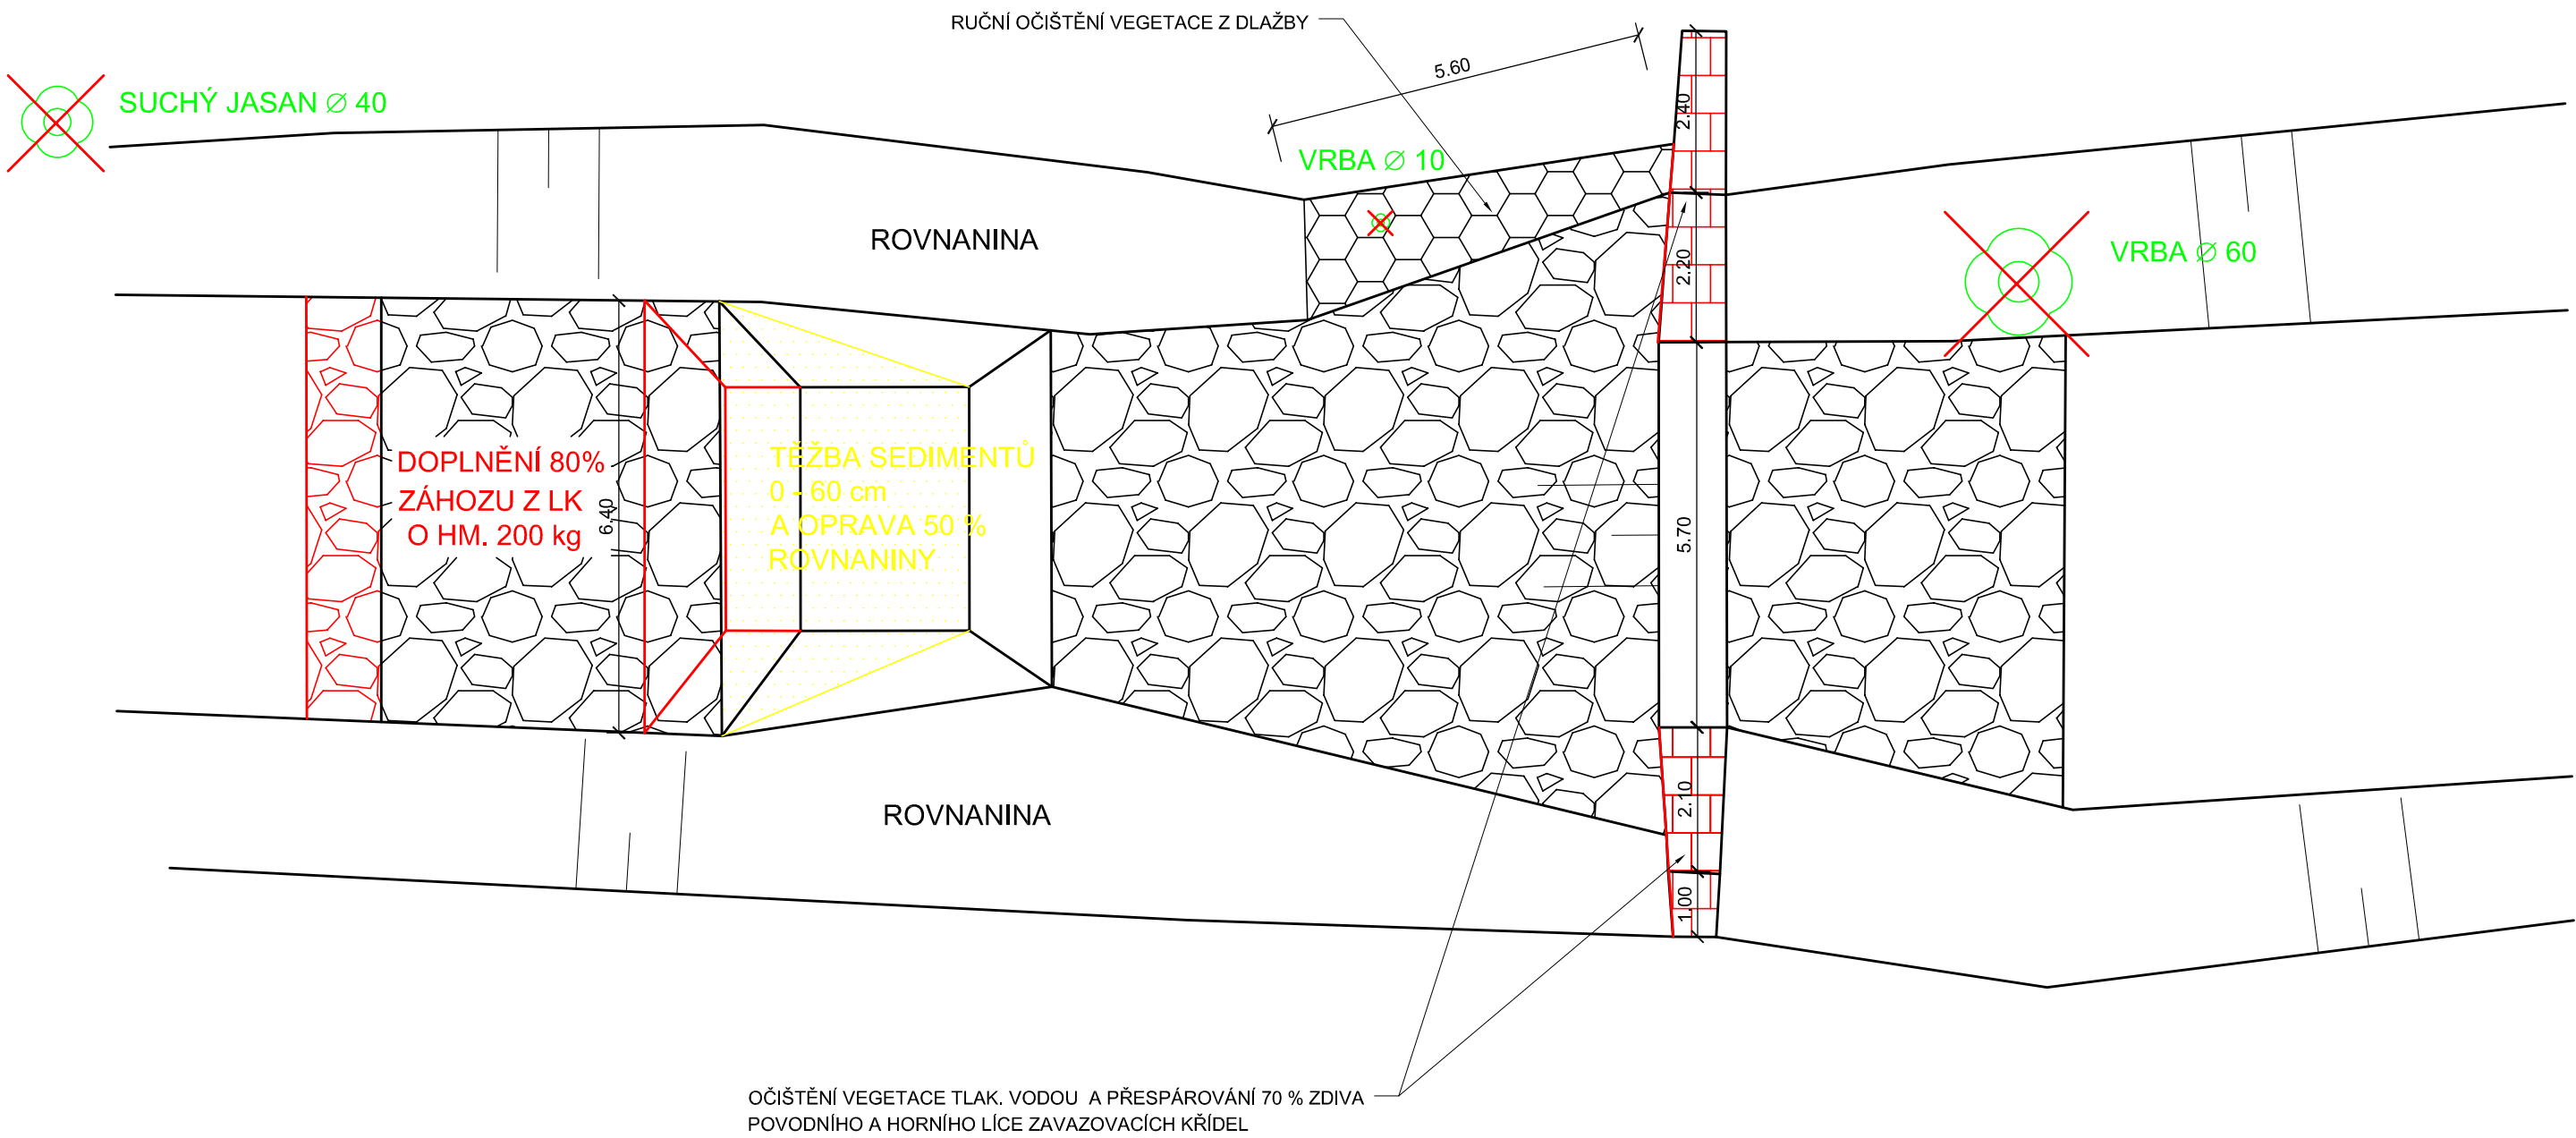 RUČNÍ OČIŠTĚNÍ VEGETACE Z DLAŽBY
5.60
SUCHÝ JASAN ∅ 40
2.40
VRBA ∅ 10
ROVNANINA
2.20
VRBA ∅ 60
DOPLNĚNÍ 80%
ZÁHOZU Z LK
O HM. 200 kg
6.40
TĚŽBA SEDIMENTŮ
0 - 60 cm
A OPRAVA 50 %
ROVNANINY
5.70
ROVNANINA
2.10
1.00
OČIŠTĚNÍ VEGETACE TLAK. VODOU A PŘESPÁROVÁNÍ 70 % ZDIVA
POVODNÍHO A HORNÍHO LÍCE ZAVAZOVACÍCH KŘÍDEL